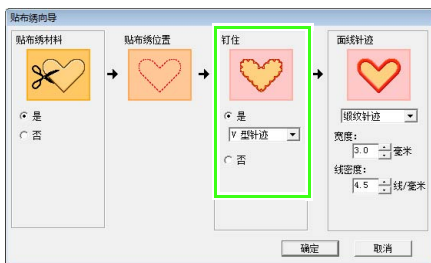 贴布绣向导
贴布绣材料
是
否
贴布绣位置
钉住
是
V 型针迹
否
面线针迹
缎纹针迹
宽度:
3.0 毫米
线密度:
4.5 线/毫米
确定
取消